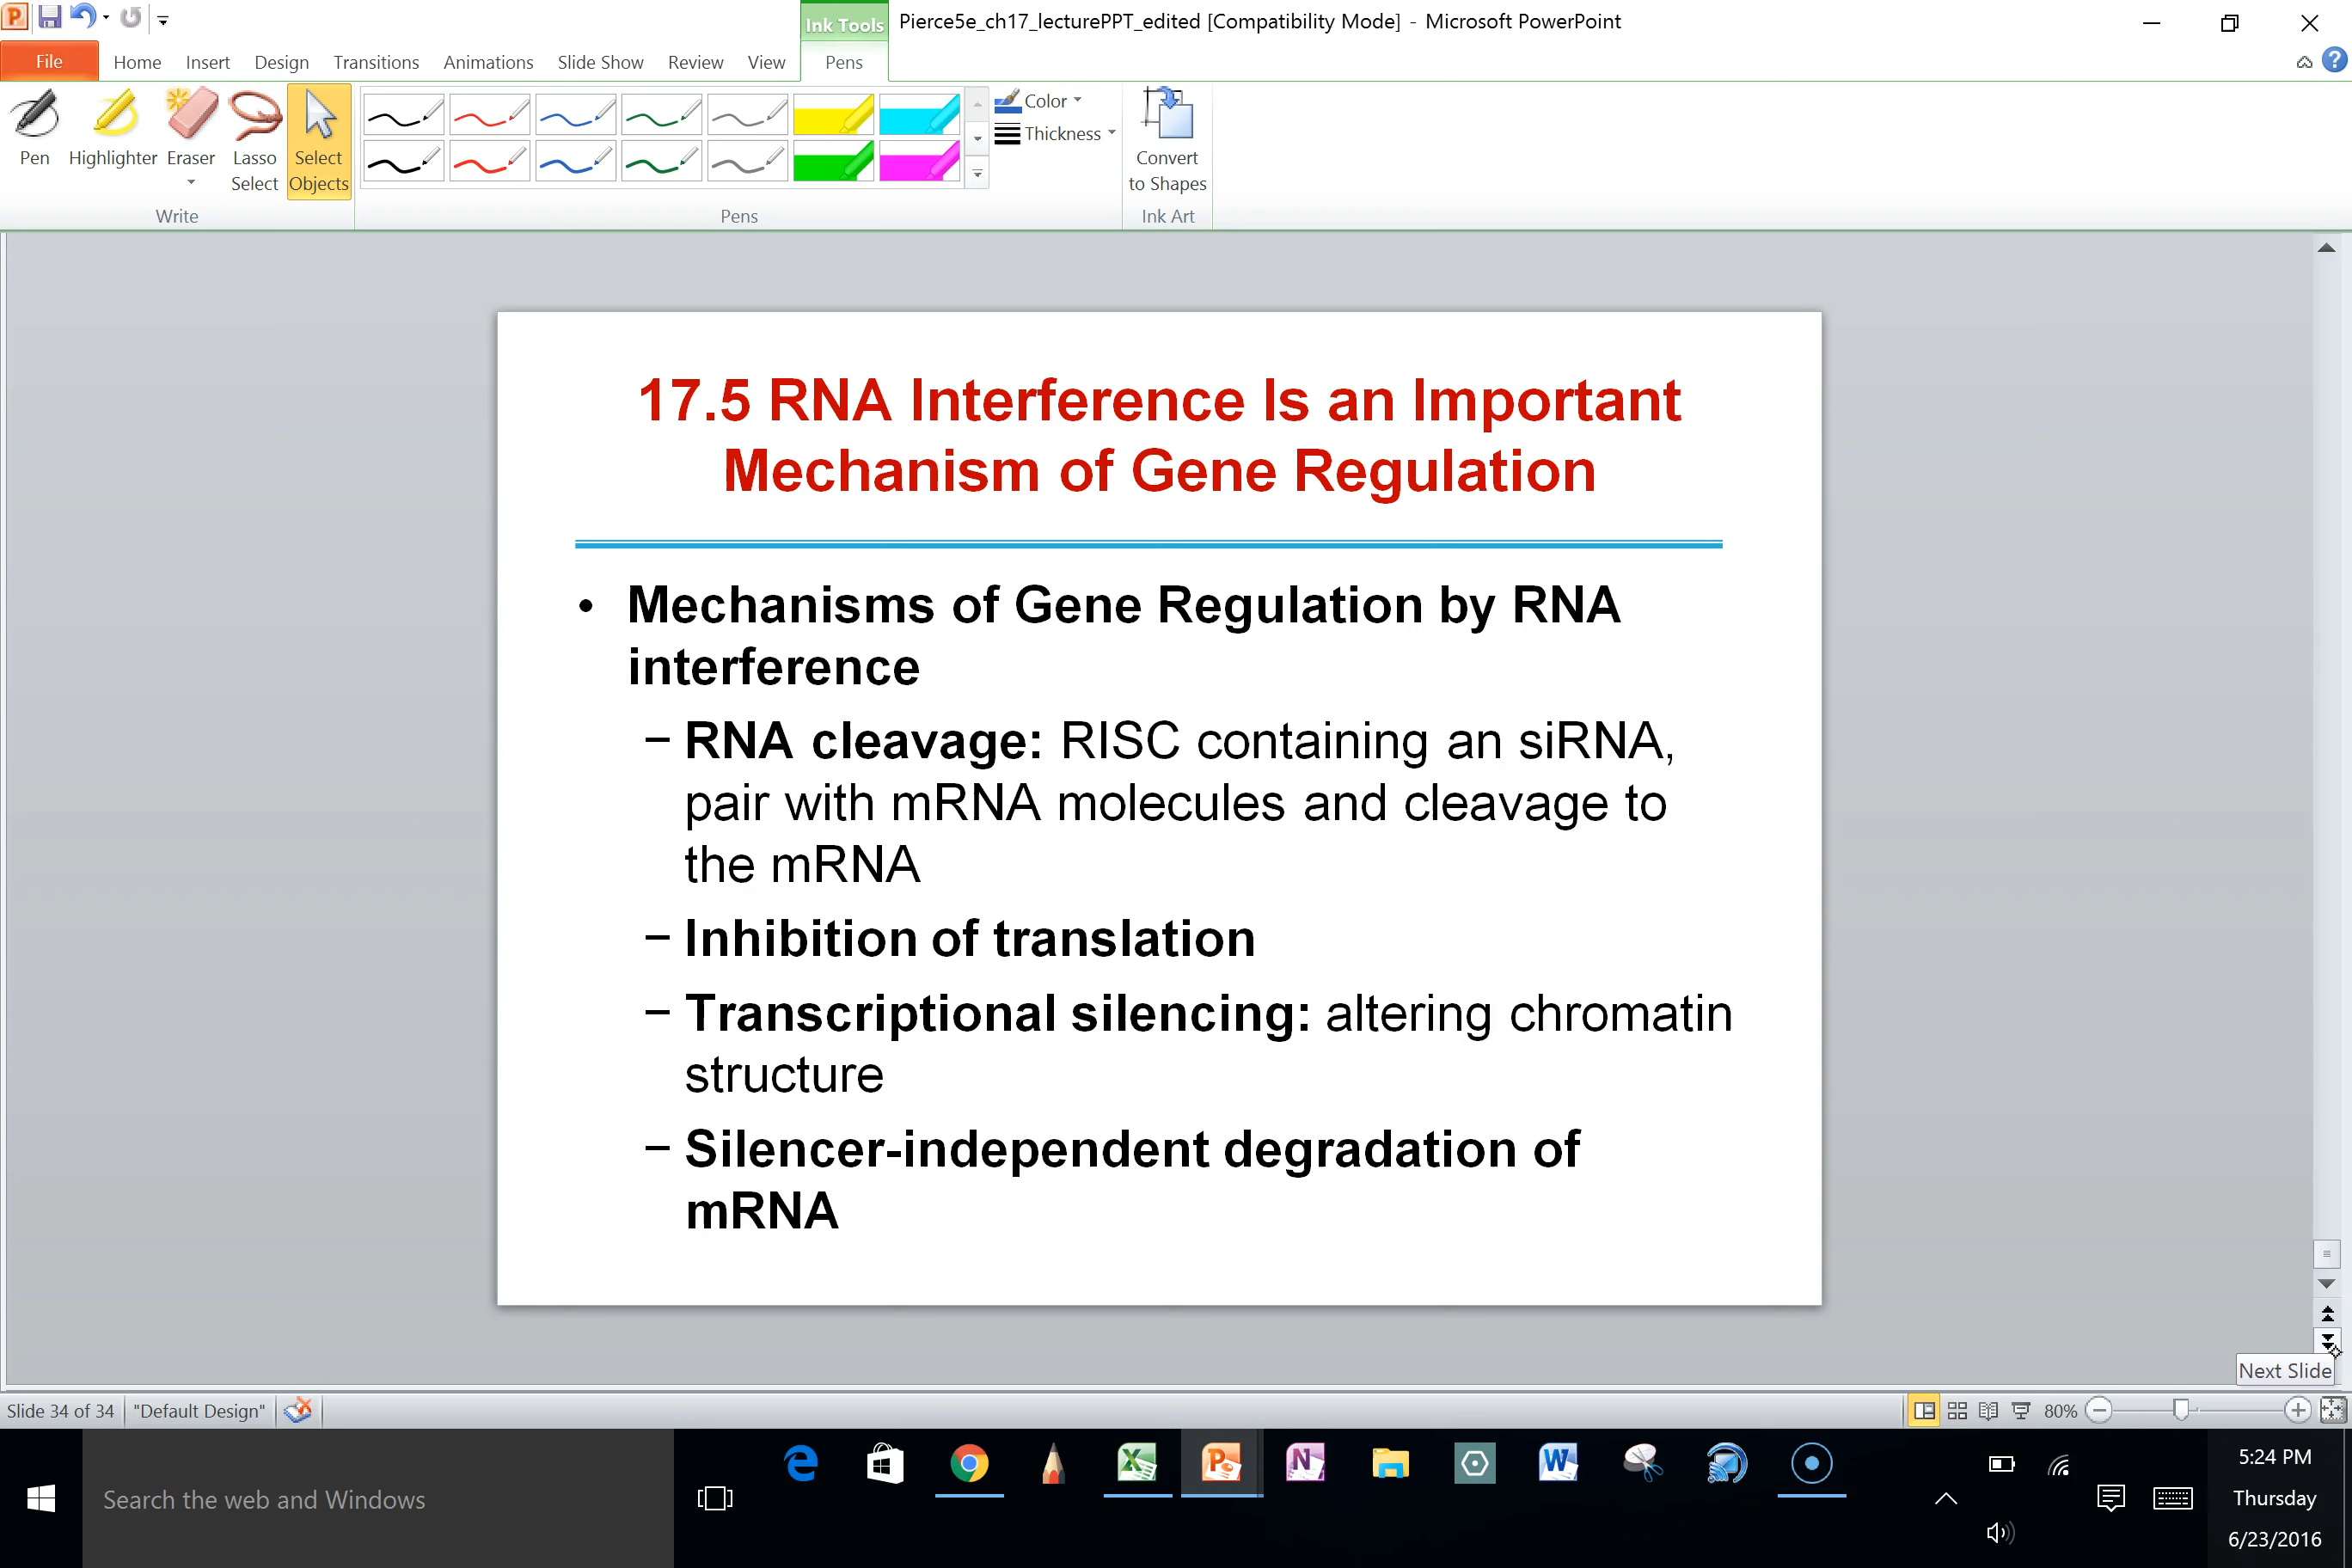 Ink Tools
Pierce5e_ch17_lecturePPT_edited [Compatibility Mode] - Microsoft PowerPoint
File Home Insert Design Transitions Animations Slide Show Review View Pens
Color
Thickness
Pen Highlighter Eraser Lasso Select Select Objects
Convert to Shapes
Write Pens Ink Art
17.5 RNA Interference Is an Important
Mechanism of Gene Regulation
• Mechanisms of Gene Regulation by RNA
interference
– RNA cleavage: RISC containing an siRNA,
pair with mRNA molecules and cleavage to
the mRNA
– Inhibition of translation
– Transcriptional silencing: altering chromatin
structure
– Silencer-independent degradation of
mRNA
Next Slide
Slide 34 of 34 "Default Design" 80%
Search the web and Windows
5:24 PM
Thursday
6/23/2016